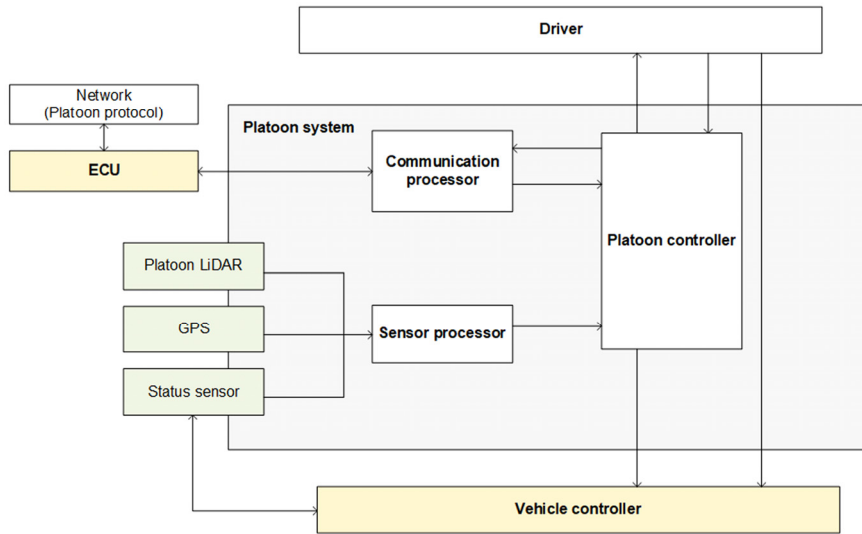 Driver
Network
(Platoon protocol)
Platoon system
ECU
Communication
processor
Platoon controller
Platoon LiDAR
GPS
Sensor processor
Status sensor
Vehicle controller